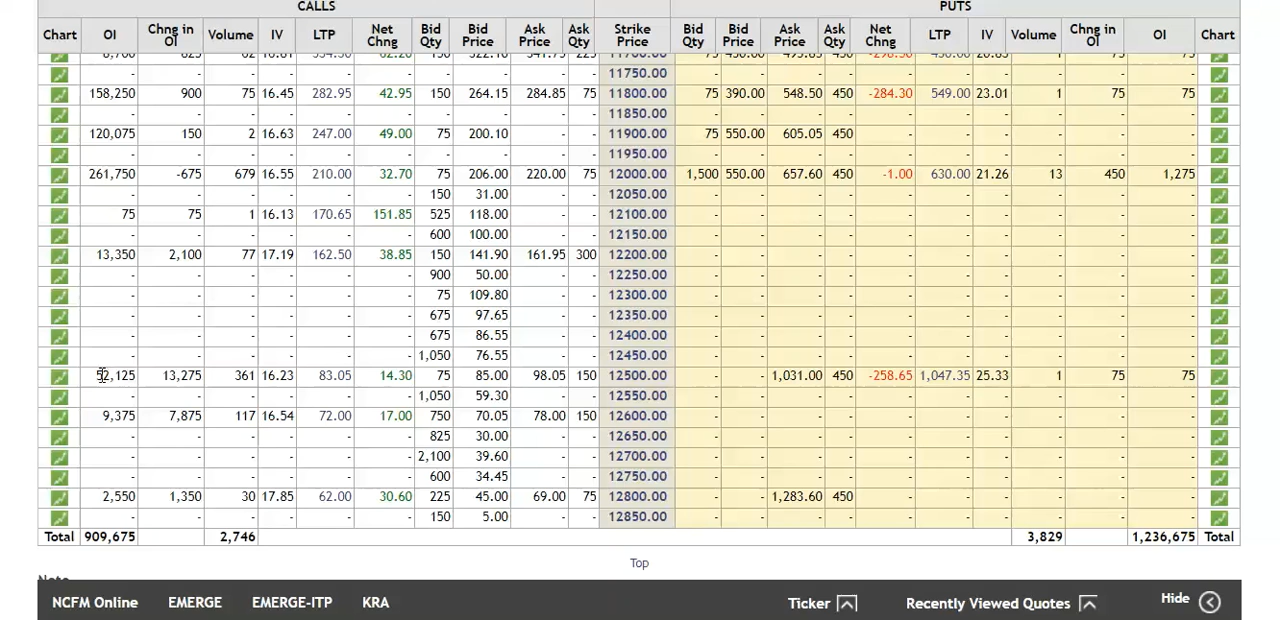 CALLS PUTS
Chart OI Chng in OI Volume IV LTP Net Chng Bid Qty Bid Price Ask Price Ask Qty Strike Price Bid Qty Bid Price Ask Price Ask Qty Net Chng LTP IV Volume Chng in OI OI Chart
- - - - - - - - - - 11750.00 - - - - - - - - - -
158,250 900 75 16.45 282.95 42.95 150 264.15 284.85 75 11800.00 75 390.00 548.50 450 -284.30 549.00 23.01 1 75 75
- - - - - - - - - - 11850.00 - - - - - - - - - -
120,075 150 2 16.63 247.00 49.00 75 200.10 - - 11900.00 75 550.00 605.05 450 - - - - - -
- - - - - - - - - - 11950.00 - - - - - - - - - -
261,750 -675 679 16.55 210.00 32.70 75 206.00 220.00 75 12000.00 1,500 550.00 657.60 450 -1.00 630.00 21.26 13 450 1,275
- - - - - - 150 31.00 - - 12050.00 - - - - - - - - - -
75 75 1 16.13 170.65 151.85 525 118.00 - - 12100.00 - - - - - - - - - -
- - - - - - 600 100.00 - - 12150.00 - - - - - - - - - -
13,350 2,100 77 17.19 162.50 38.85 150 141.90 161.95 300 12200.00 - - - - - - - - - -
- - - - - - 900 50.00 - - 12250.00 - - - - - - - - - -
- - - - - - 75 109.80 - - 12300.00 - - - - - - - - - -
- - - - - - 675 97.65 - - 12350.00 - - - - - - - - - -
- - - - - - 675 86.55 - - 12400.00 - - - - - - - - - -
- - - - - - 1,050 76.55 - - 12450.00 - - - - - - - - - -
52,125 13,275 361 16.23 83.05 14.30 75 85.00 98.05 150 12500.00 - - 1,031.00 450 -258.65 1,047.35 25.33 1 75 75
- - - - - - 1,050 59.30 - - 12550.00 - - - - - - - - - -
9,375 7,875 117 16.54 72.00 17.00 750 70.05 78.00 150 12600.00 - - - - - - - - - -
- - - - - - 825 30.00 - - 12650.00 - - - - - - - - - -
- - - - - - 2,100 39.60 - - 12700.00 - - - - - - - - - -
- - - - - - 600 34.45 - - 12750.00 - - - - - - - - - -
2,550 1,350 30 17.85 62.00 30.60 225 45.00 69.00 75 12800.00 - - 1,283.60 450 - - - - - -
- - - - - - 150 5.00 - - 12850.00 - - - - - - - - - -
Total 909,675 2,746 3,829 1,236,675 Total
Top
NCFM Online EMERGE EMERGE-ITP KRA Ticker Recently Viewed Quotes Hide